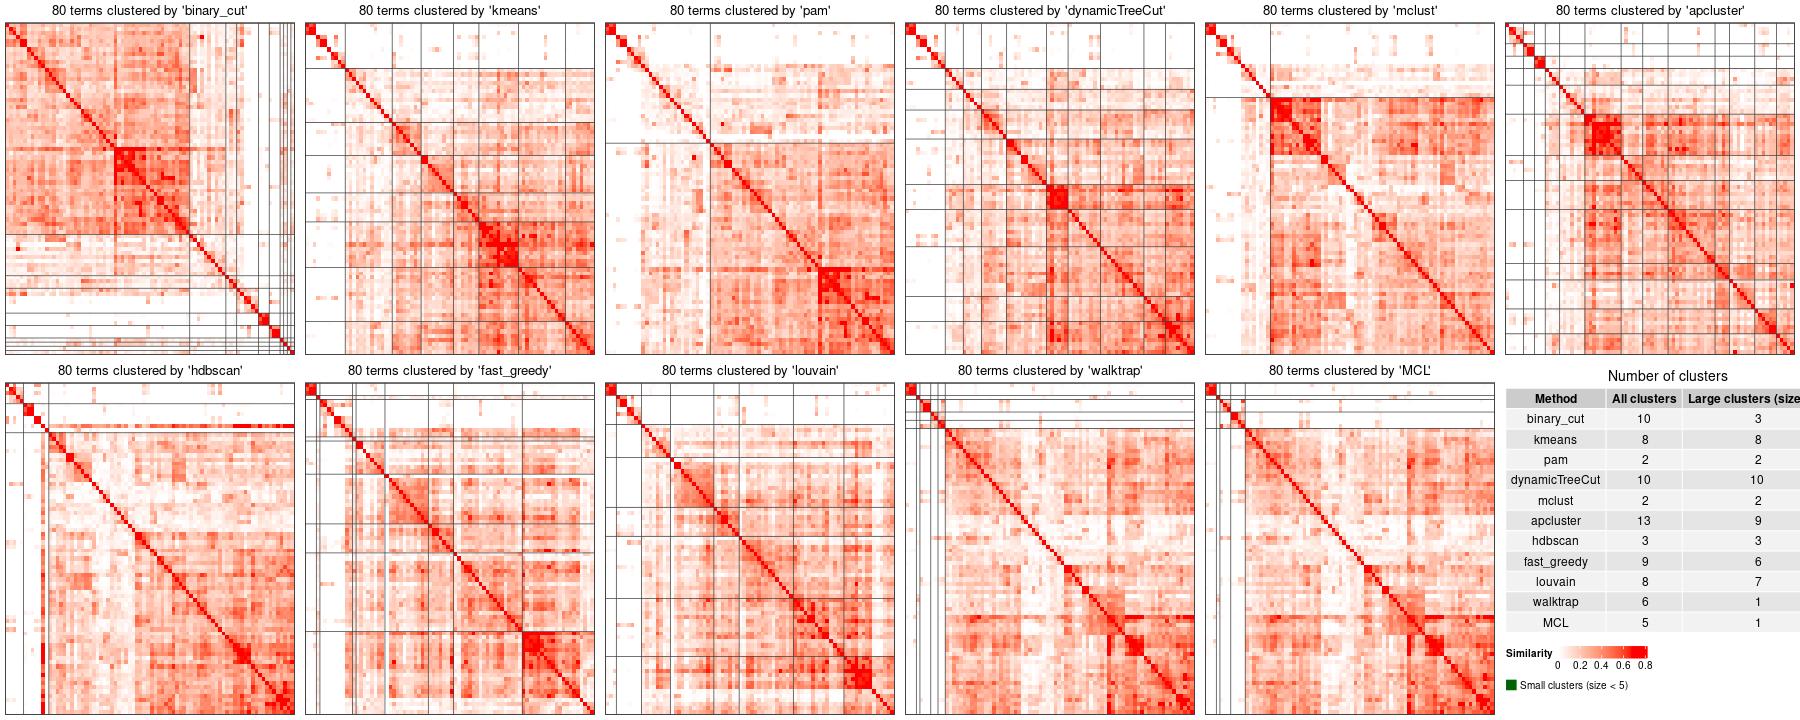 80 terms clustered by 'binary_cut'
80 terms clustered by 'kmeans'
80 terms clustered by 'pam'
80 terms clustered by 'dynamicTreeCut'
80 terms clustered by 'mclust'
80 terms clustered by 'apcluster'
80 terms clustered by 'hdbscan'
80 terms clustered by 'fast_greedy'
80 terms clustered by 'louvain'
80 terms clustered by 'walktrap'
80 terms clustered by 'MCL'
Number of clusters
Method All clusters Large clusters (size
binary_cut 10 3
kmeans 8 8
pam 2 2
dynamicTreeCut 10 10
mclust 2 2
apcluster 13 9
hdbscan 3 3
fast_greedy 9 6
louvain 8 7
walktrap 6 1
MCL 5 1
Similarity
0 0.2 0.4 0.6 0.8
Small clusters (size < 5)